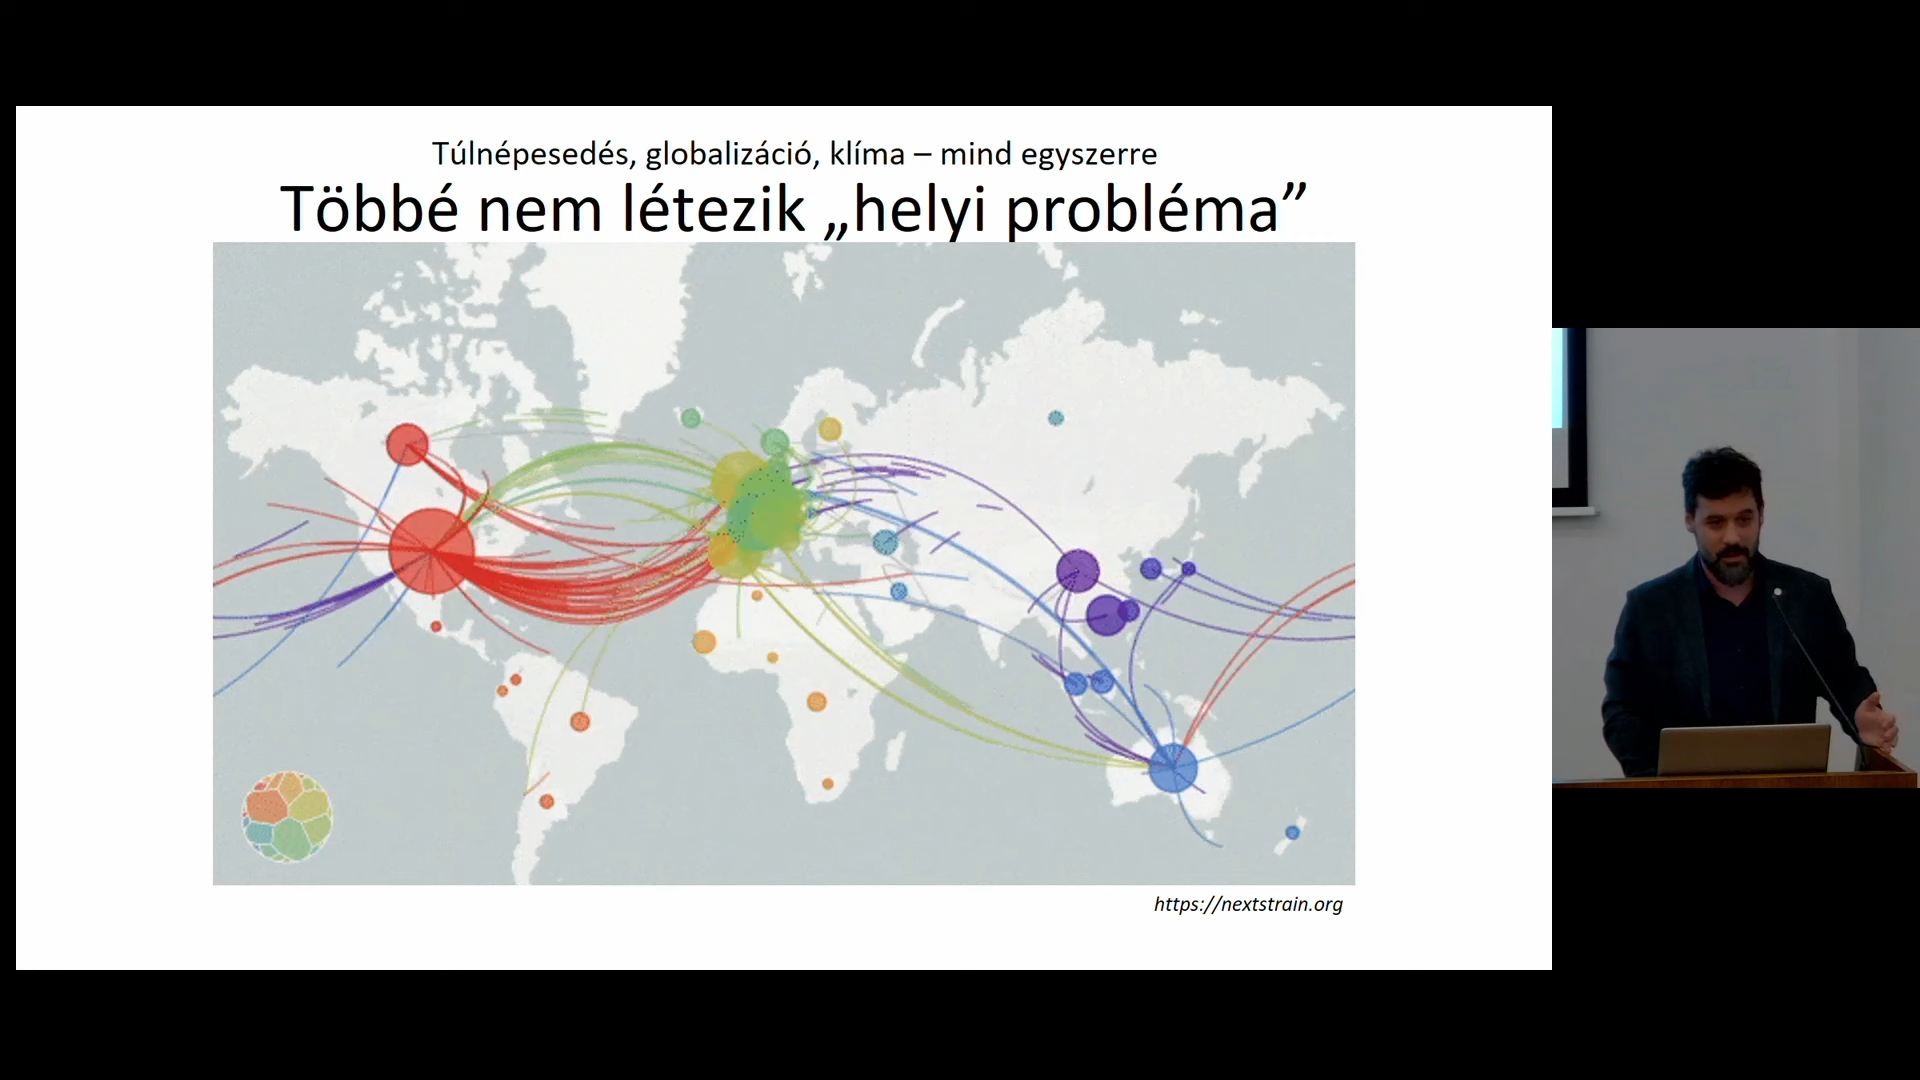 Túlnépesedés, globalizáció, klíma – mind egyszerre
Többé nem létezik „helyi probléma”
https://nextstrain.org